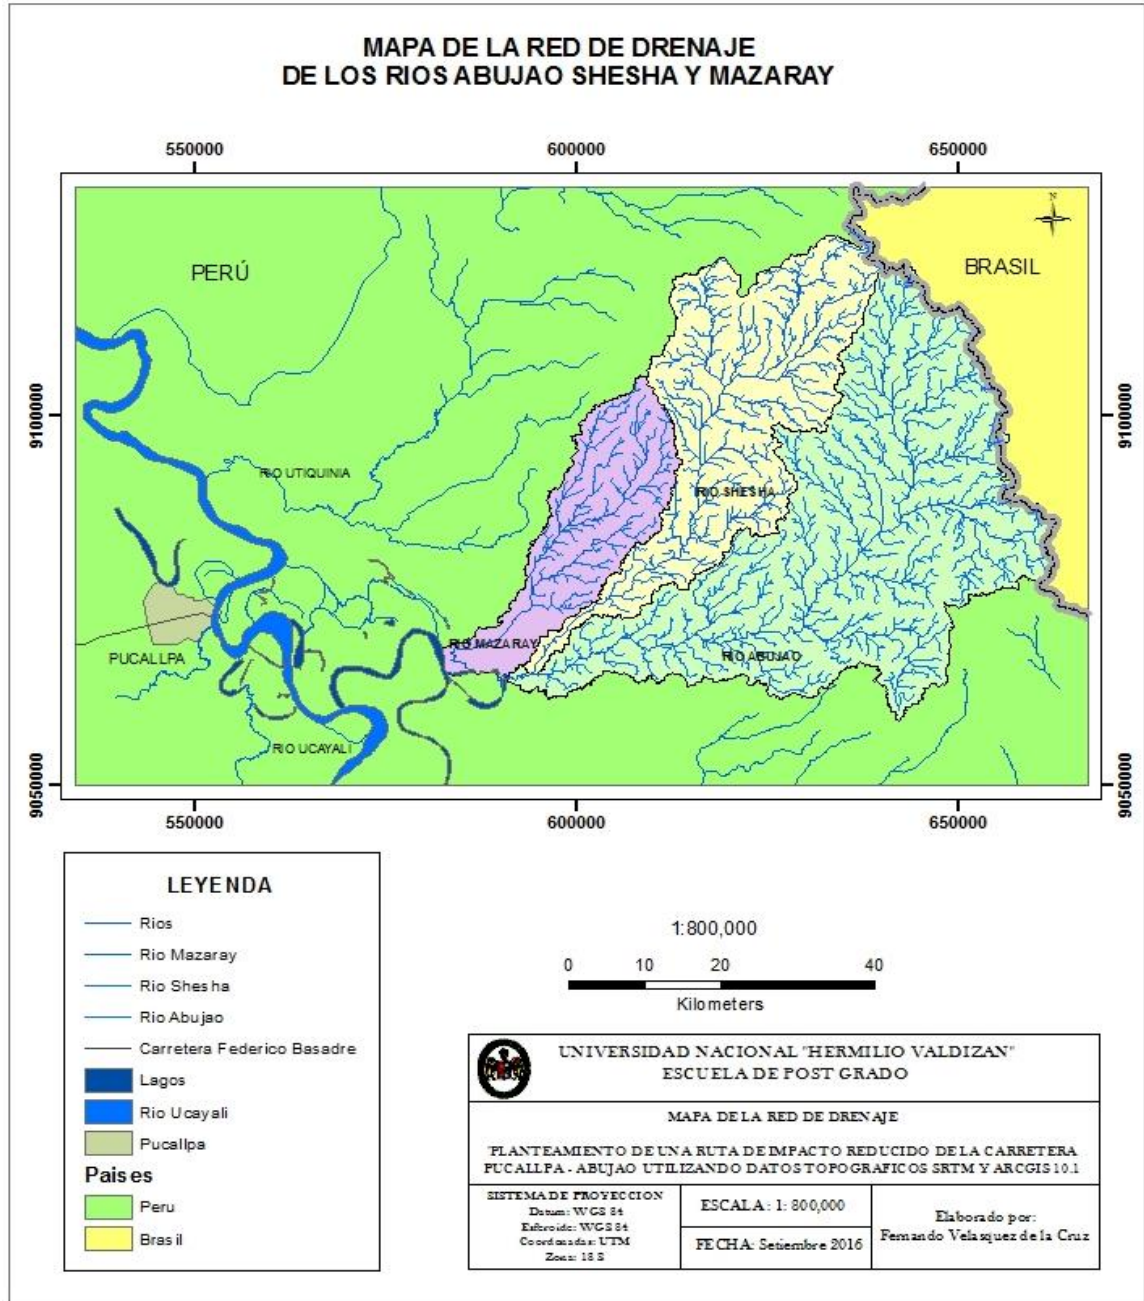 MAPA DE LA RED DE DRENAJE
DE LOS RIOS ABUJAO SHESHA Y MAZARAY
550000
600000
650000
N
PERÚ
BRASIL
9100000
9100000
RIO UTIQUINIA
RIO SHESHA
RIO MAZARAY
PUCALLPA
RIO ABUJAO
RIO UCAYALI
9050000
9050000
550000
600000
650000
LEYENDA
Rios
Rio Mazaray
Rio Shesha
Rio Abujao
Carretera Federico Basadre
Lagos
Rio Ucayali
Pucallpa
Paises
Peru
Brasil
1:800,000
0 10 20 40
Kilometers
UNIVERSIDAD NACIONAL "HERMILIO VALDIZAN"
ESCUELA DE POST GRADO
MAPA DE LA RED DE DRENAJE
"PLANTEAMIENTO DE UNA RUTA DE IMPACTO REDUCIDO DE LA CARRETERA
PUCALLPA - ABUJAO UTILIZANDO DATOS TOPOGRAFICOS SRTM Y ARCGIS 10.1
SISTEMA DE PROYECCION
Datum: WGS 84
Esferoide: WGS 84
Coordenadas: UTM
Zona: 18 S
ESCALA: 1: 800,000
FECHA: Setiembre 2016
Elaborado por:
Fernando Velasquez de la Cruz